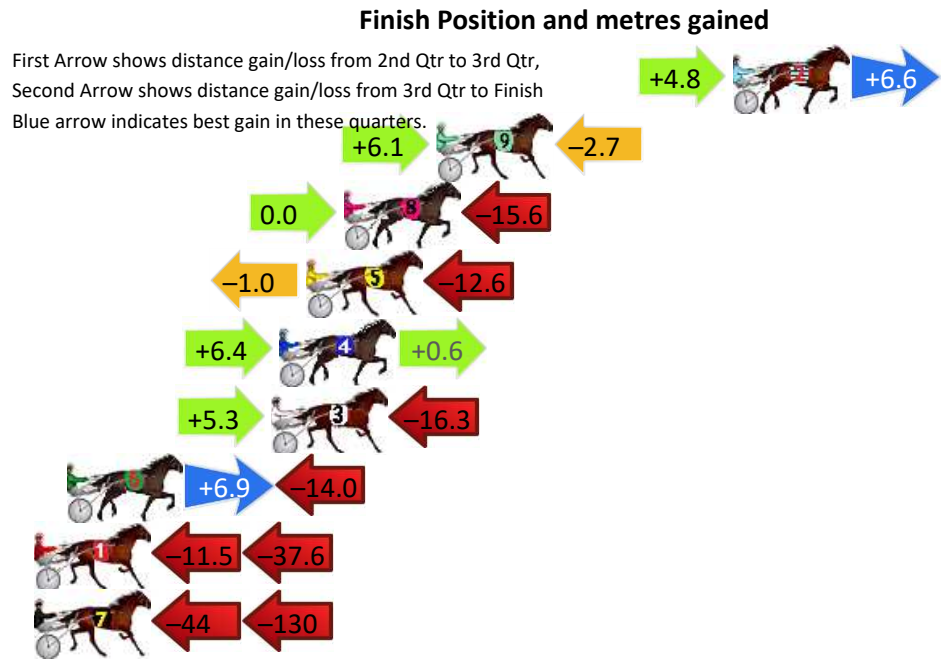 Finish Position and metres gained
First Arrow shows distance gain/loss from 2nd Qtr to 3rd Qtr,
Second Arrow shows distance gain/loss from 3rd Qtr to Finish
Blue arrow indicates best gain in these quarters.
+4.8 2 +6.6
+6.1 9 −2.7
0.0 8 −15.6
−1.0 5 −12.6
+6.4 4 +0.6
+5.3 3 −16.3
6 +6.9 −14.0
1 −11.5 −37.6
7 −44 −130